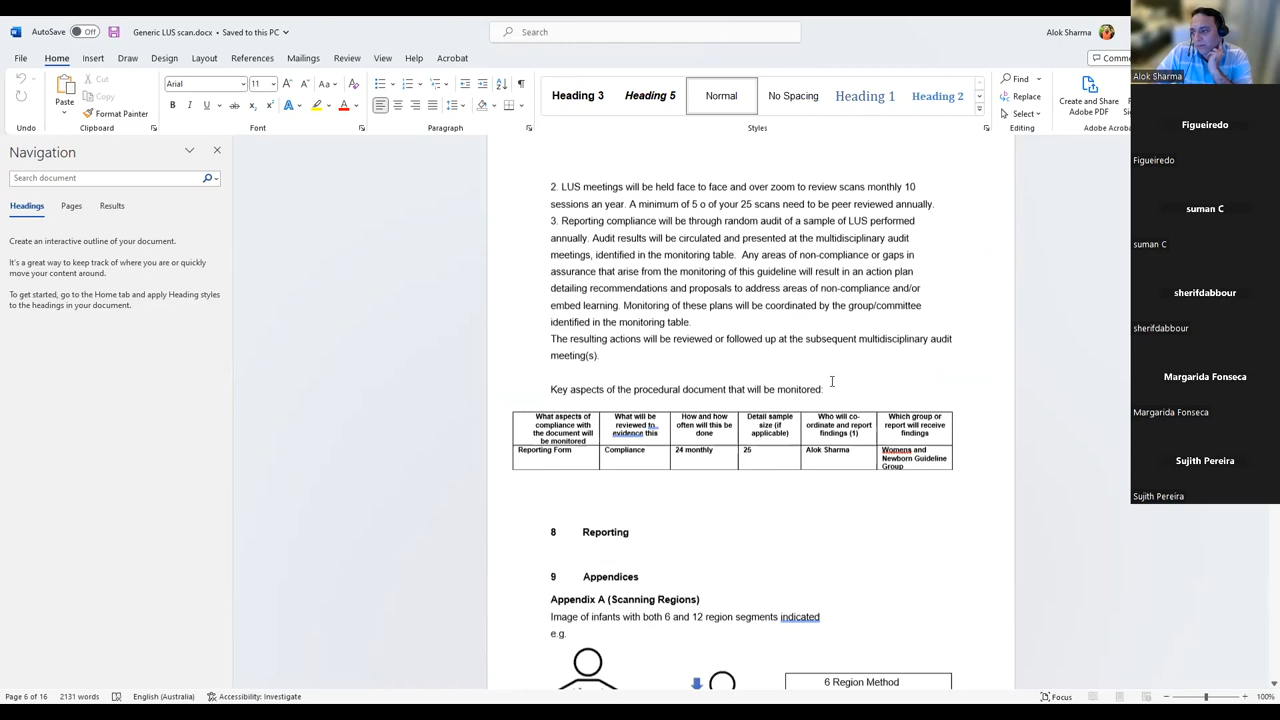 AutoSave Off Generic LUS scan.docx • Saved to this PC Search Alok Sharma
File Home Insert Draw Design Layout References Mailings Review View Help Acrobat
Cut
Copy
Paste Format Painter
Arial 11
Heading 3 Heading 5 Normal No Spacing Heading 1 Heading 2
Find
Replace
Select
Create and Share
Adobe PDF
Undo Clipboard Font Paragraph Styles Editing
Navigation
Search document
Headings Pages Results
Create an interactive outline of your document.
It's a great way to keep track of where you are or quickly
move your content around.
To get started, go to the Home tab and apply Heading styles
to the headings in your document.
2. LUS meetings will be held face to face and over zoom to review scans monthly 10
sessions an year. A minimum of 5 o of your 25 scans need to be peer reviewed annually.
3. Reporting compliance will be through random audit of a sample of LUS performed
annually. Audit results will be circulated and presented at the multidisciplinary audit
meetings, identified in the monitoring table. Any areas of non-compliance or gaps in
assurance that arise from the monitoring of this guideline will result in an action plan
detailing recommendations and proposals to address areas of non-compliance and/or
embed learning. Monitoring of these plans will be coordinated by the group/committee
identified in the monitoring table.
The resulting actions will be reviewed or followed up at the subsequent multidisciplinary audit
meeting(s).
Key aspects of the procedural document that will be monitored:
What aspects of compliance with the document will be monitored
What will be reviewed to evidence this
How and how often will this be done
Detail sample size (if applicable)
Who will co-ordinate and report findings (1)
Which group or report will receive findings
Reporting Form Compliance 24 monthly 25 Alok Sharma Womens and Newborn Guideline Group
8 Reporting
9 Appendices
Appendix A (Scanning Regions)
Image of infants with both 6 and 12 region segments indicated
e.g.
6 Region Method
Page 6 of 16 2131 words English (Australia) Accessibility: Investigate Focus 100%
Alok Sharma
Figueiredo
Figueiredo
suman C
suman C
sherifdabbour
sherifdabbour
Margarida Fonseca
Margarida Fonseca
Sujith Pereira
Sujith Pereira